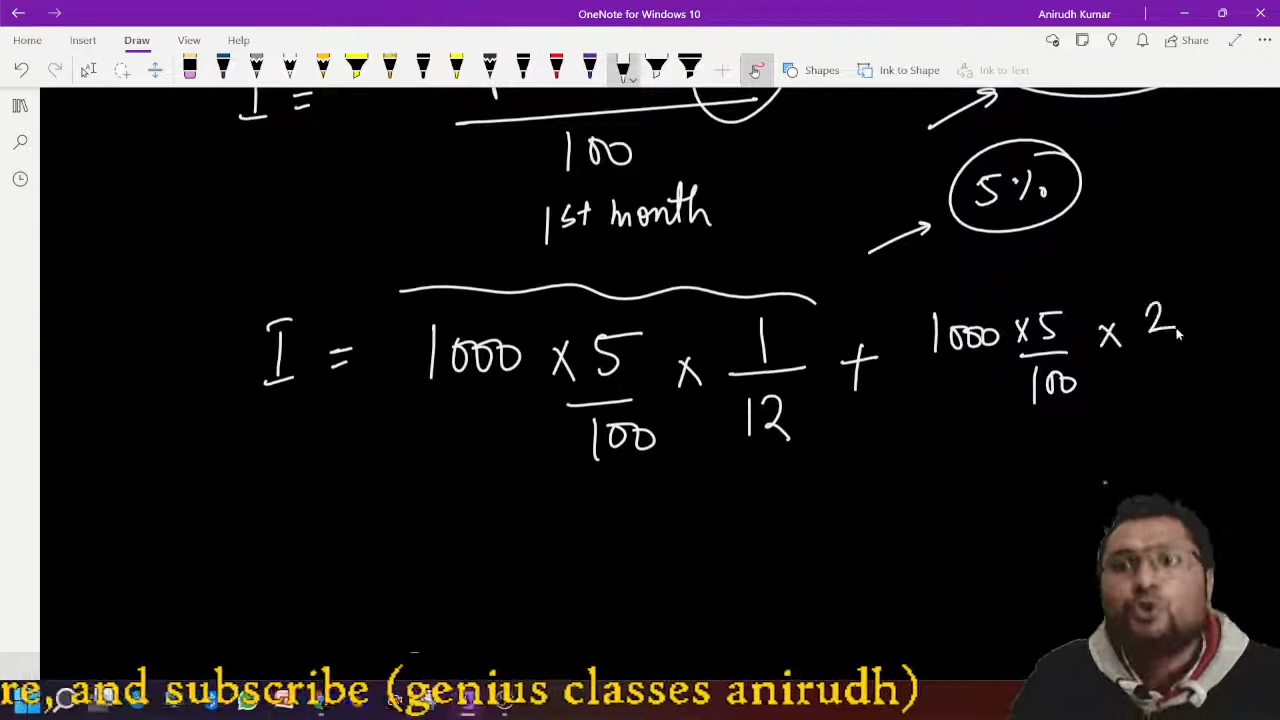 OneNote for Windows 10
Anirudh Kumar
Home Insert Draw View Help
Share
Shapes Ink to Shape Ink to Text
I =
100
1st month
5%
I = 1000 × 5/100 × 1/12 + 1000 × 5/100 × 2
re, and subscribe (genius classes anirudh)